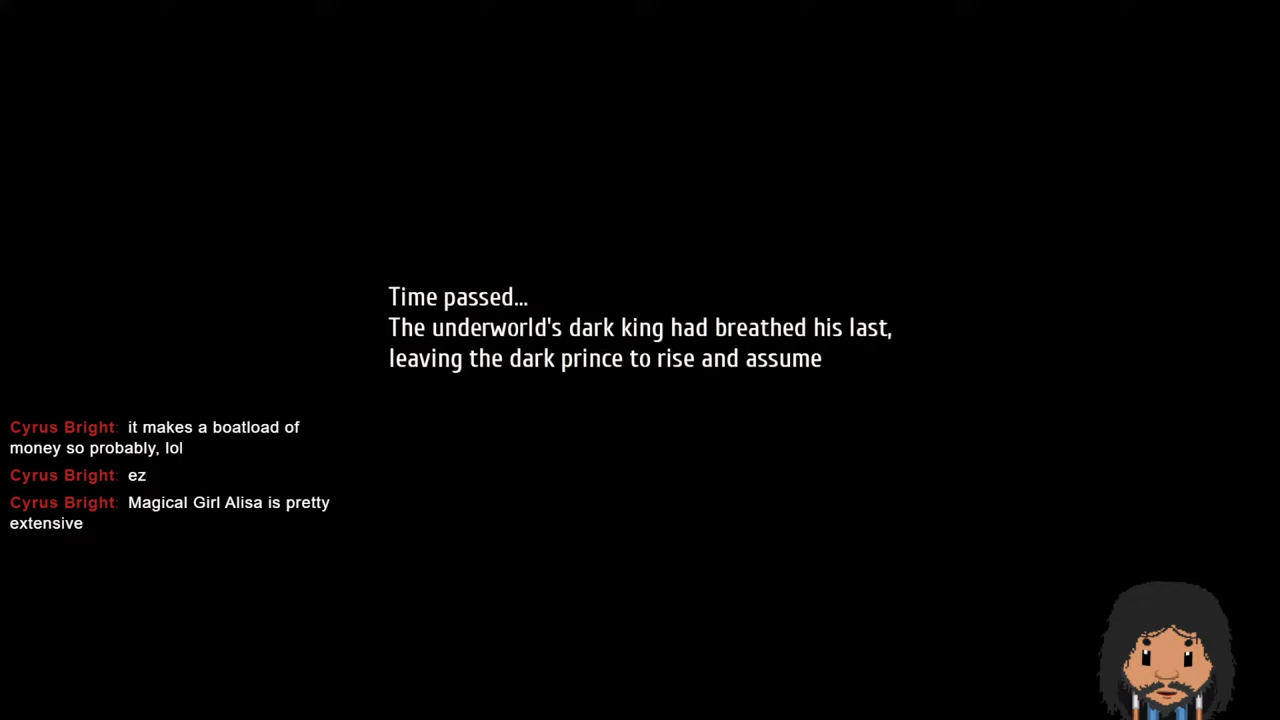 Time passed...
The underworld's dark king had breathed his last,
leaving the dark prince to rise and assume
Cyrus Bright: it makes a boatload of
money so probably, lol
Cyrus Bright: ez
Cyrus Bright: Magical Girl Alisa is pretty
extensive